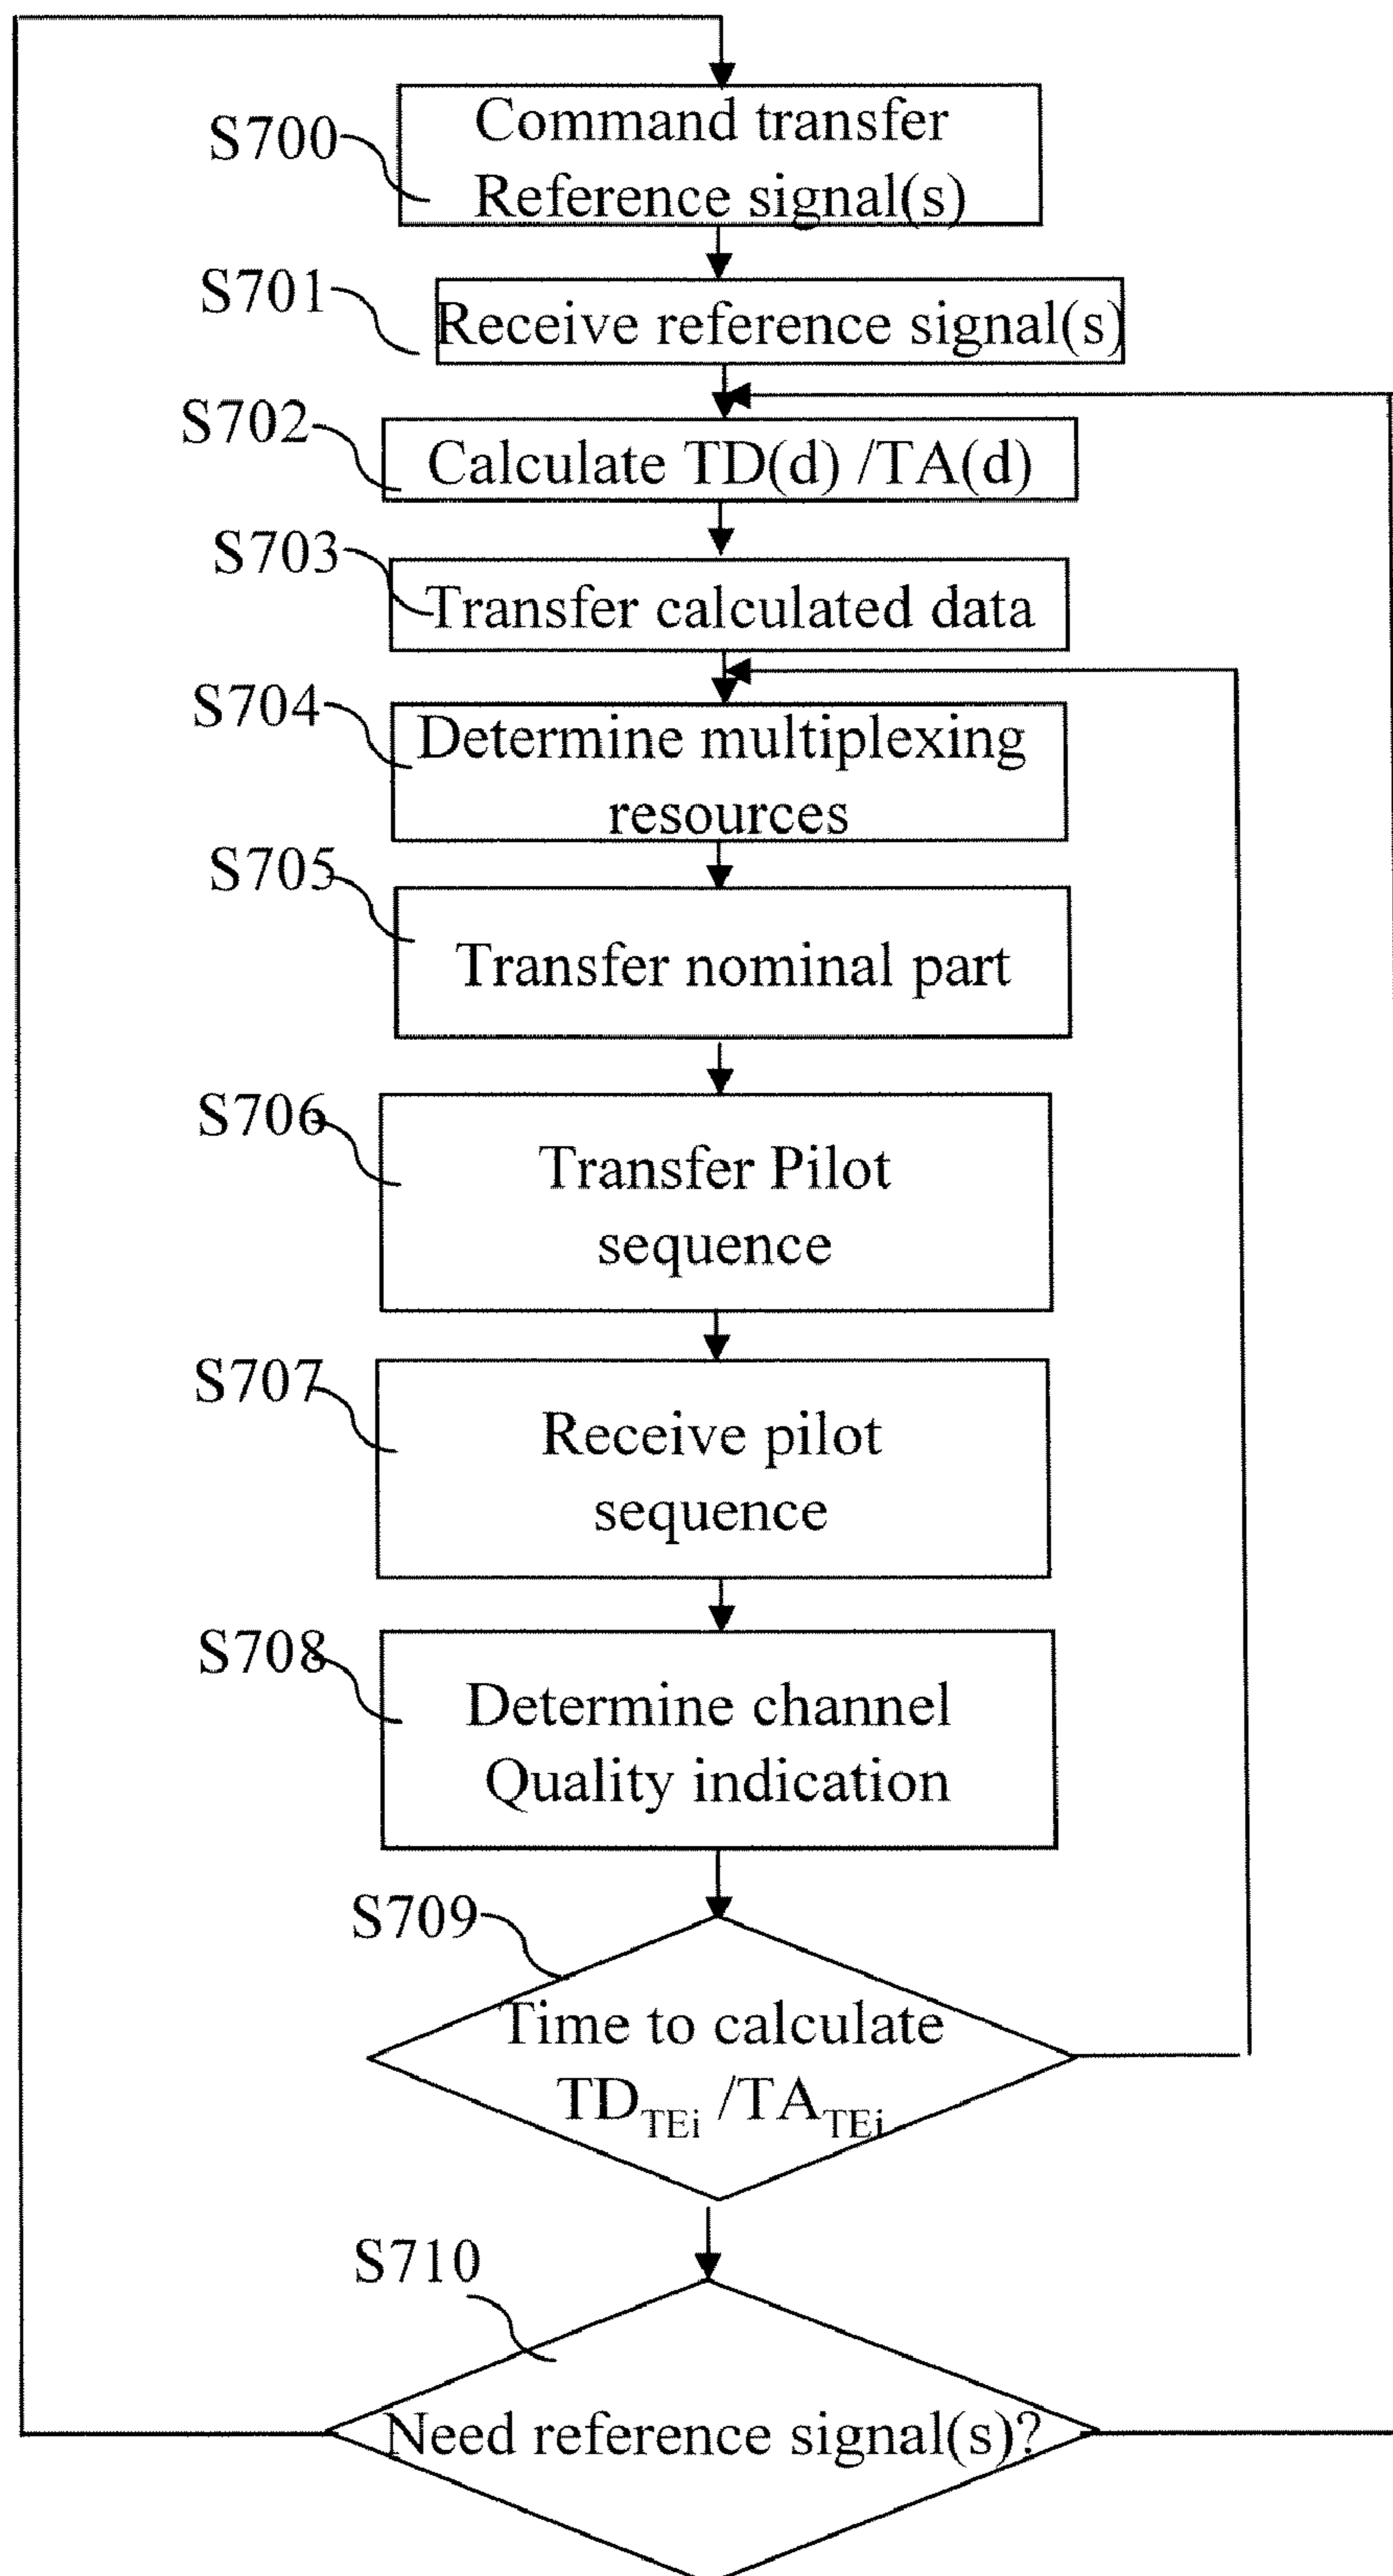 S700
Command transfer
Reference signal(s)
S701
Receive reference signal(s)
S702
Calculate TD(d) /TA(d)
S703
Transfer calculated data
S704
Determine multiplexing
resources
S705
Transfer nominal part
S706
Transfer Pilot
sequence
S707
Receive pilot
sequence
S708
Determine channel
Quality indication
S709
Time to calculate
TD_TEi /TA_TEi
S710
Need reference signal(s)?